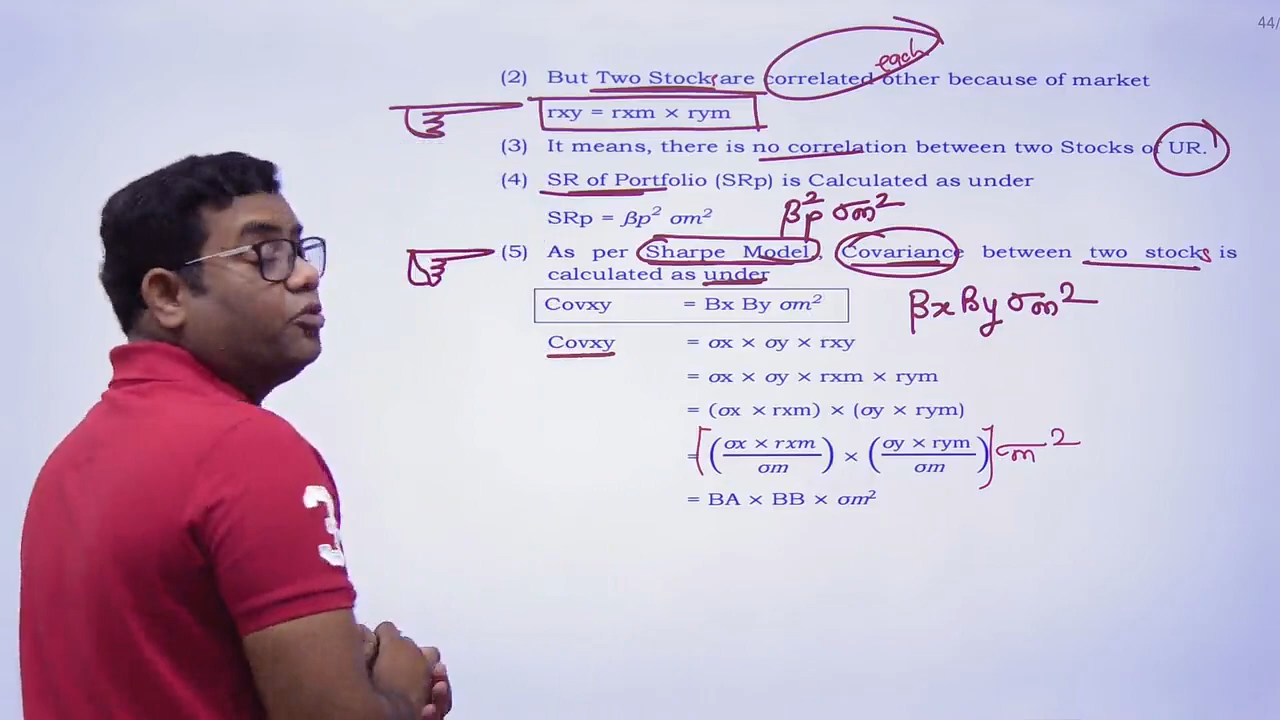 44/
each
(2) But Two Stocks are correlated other because of market
rxy = rxm × rym
(3) It means, there is no correlation between two Stocks of UR.
(4) SR of Portfolio (SRp) is Calculated as under
SRp = βp² σm² βp² σm²
(5) As per Sharpe Model, Covariance between two stocks is
calculated as under
Covxy = Bx By σm² βx By σm²
Covxy = σx × σy × rxy
= σx × σy × rxm × rym
= (σx × rxm) × (σy × rym)
= [(σx × rxm / σm) × (σy × rym / σm)] σm²
= BA × BB × σm²
3